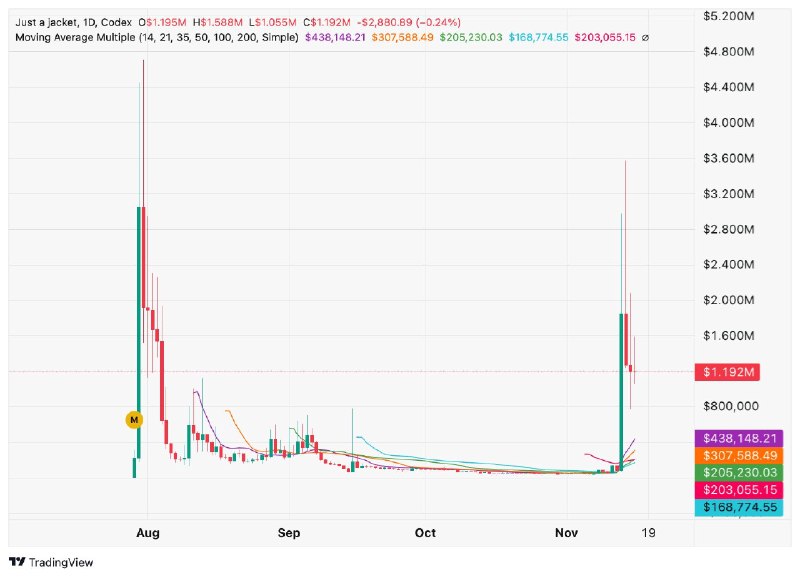 Just a jacket, 1D, Codex O$1.195M H$1.588M L$1.055M C$1.192M -$2,880.89 (-0.24%)
Moving Average Multiple (14, 21, 35, 50, 100, 200, Simple) $438,148.21 $307,588.49 $205,230.03 $168,774.55 $203,055.15 ∅
$5.200M
$4.800M
$4.400M
$4.000M
$3.600M
$3.200M
$2.800M
$2.400M
$2.000M
$1.600M
$1.192M
$800,000
M
$438,148.21
$307,588.49
$205,230.03
$203,055.15
$168,774.55
Aug Sep Oct Nov 19
TradingView